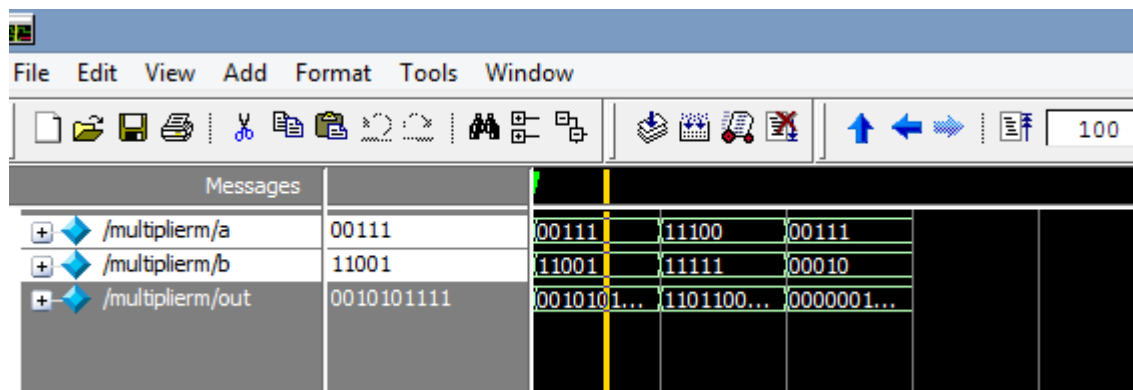 File Edit View Add Format Tools Window
100
Messages
/multiplierm/a 00111 00111 11100 00111
/multiplierm/b 11001 11001 11111 00010
/multiplierm/out 0010101111 0010101... 1101100... 0000001...